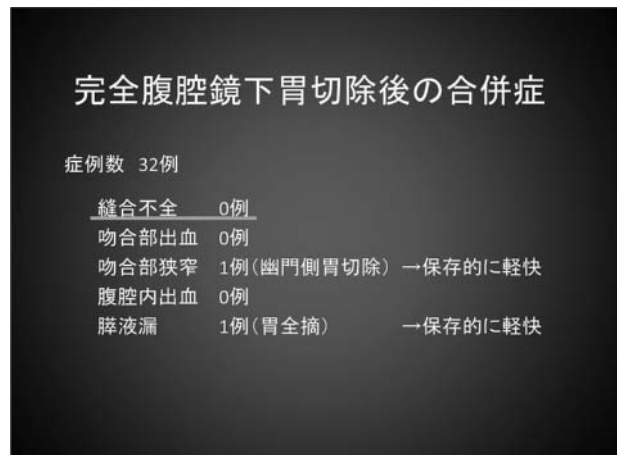 完全腹腔鏡下胃切除後の合併症
症例数 32例
縫合不全 0例
吻合部出血 0例
吻合部狭窄 1例(幽門側胃切除) →保存的に軽快
腹腔内出血 0例
膵液漏 1例(胃全摘) →保存的に軽快